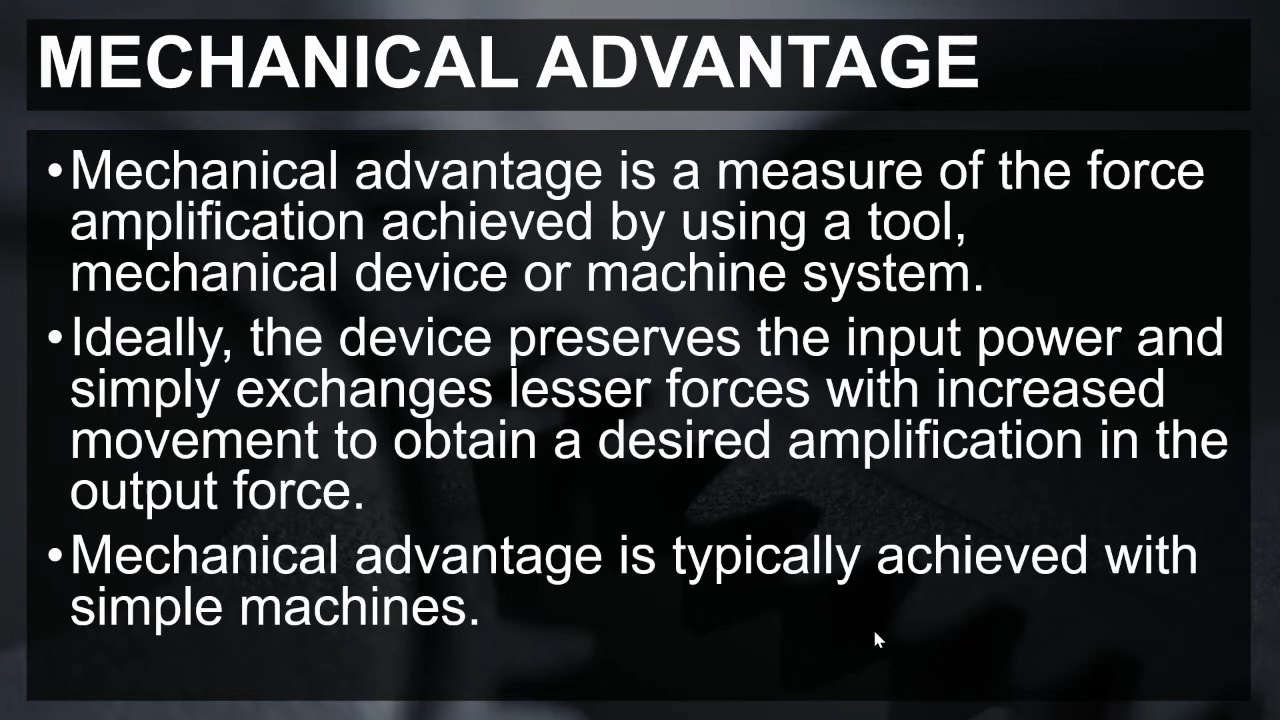 MECHANICAL ADVANTAGE
•Mechanical advantage is a measure of the force
amplification achieved by using a tool,
mechanical device or machine system.
•Ideally, the device preserves the input power and
simply exchanges lesser forces with increased
movement to obtain a desired amplification in the
output force.
•Mechanical advantage is typically achieved with
simple machines.